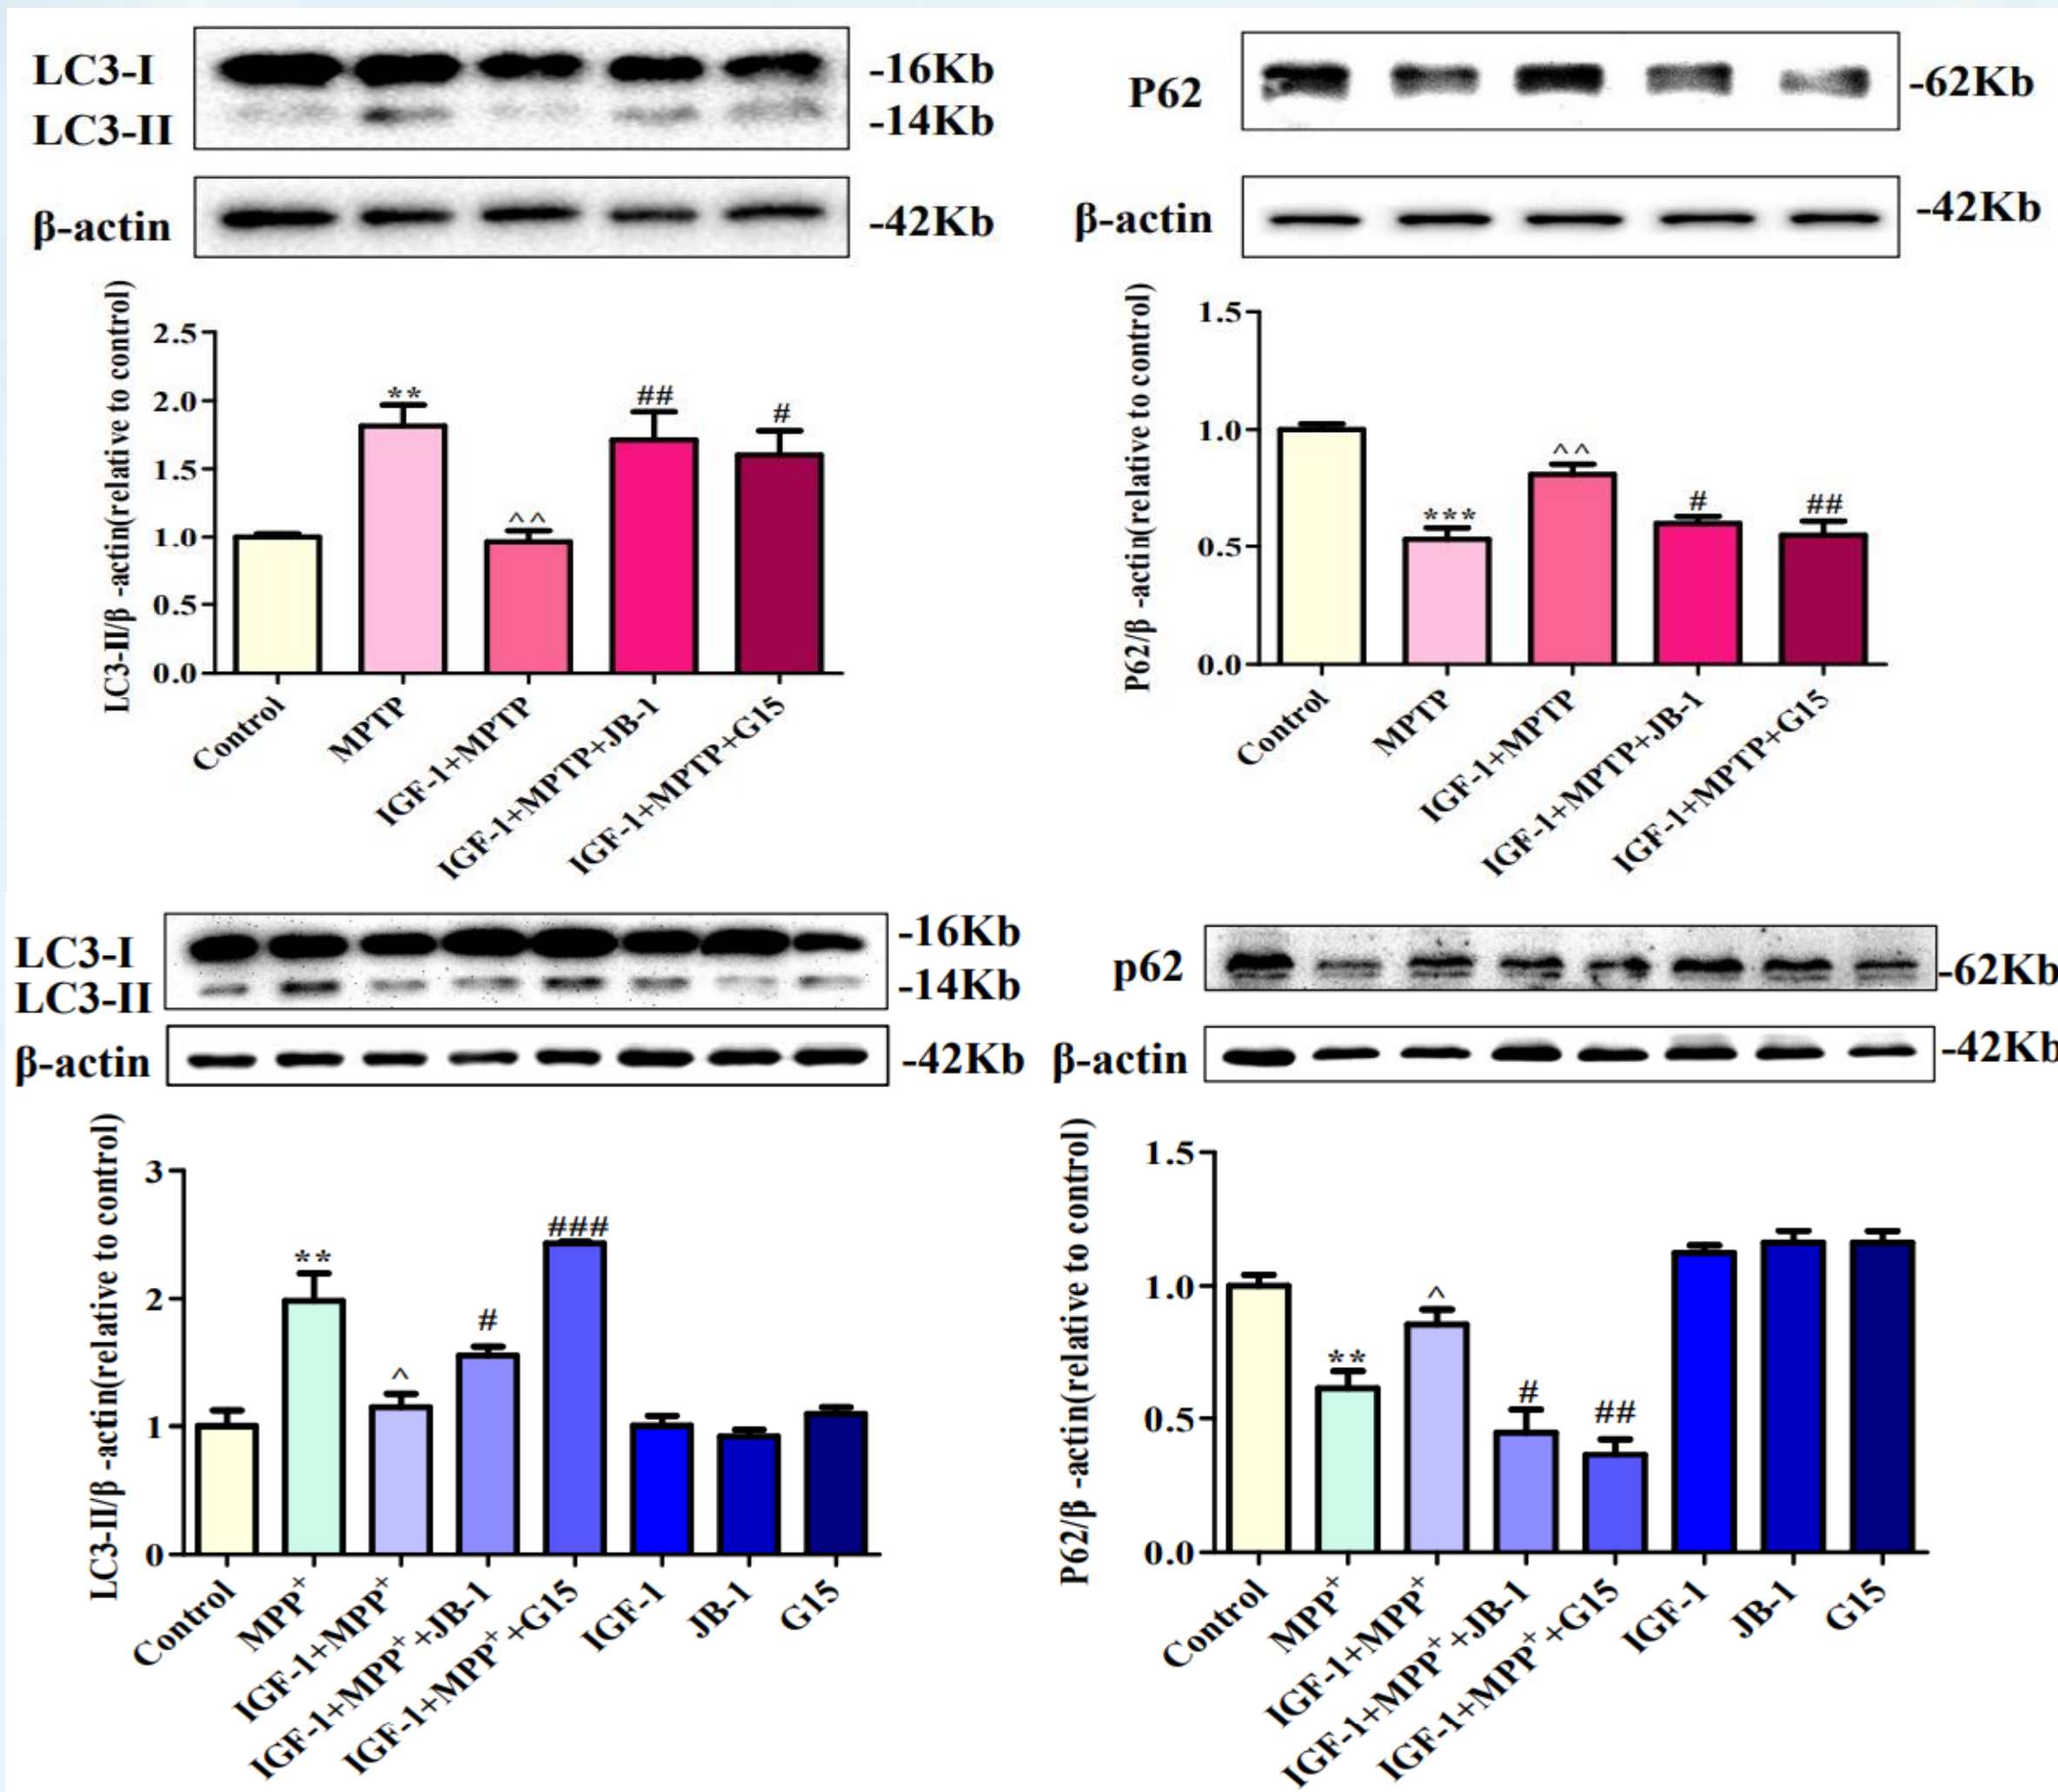 LC3-I
LC3-II
-16Kb
-14Kb
β-actin
-42Kb
P62
-62Kb
β-actin
-42Kb
LC3-II/β -actin(relative to control)
2.5
2.0
1.5
1.0
0.5
0.0
**
^^
##
#
Control
MPTP
IGF-1+MPTP
IGF-1+MPTP+JB-1
IGF-1+MPTP+G15
P62/β -actin(relative to control)
1.5
1.0
0.5
0.0
***
^^
#
##
Control
MPTP
IGF-1+MPTP
IGF-1+MPTP+JB-1
IGF-1+MPTP+G15
LC3-I
LC3-II
-16Kb
-14Kb
β-actin
-42Kb
p62
-62Kb
β-actin
-42Kb
LC3-II/β -actin(relative to control)
3
2
1
0
**
^
#
###
Control
MPP⁺
IGF-1+MPP⁺
IGF-1+MPP⁺+JB-1
IGF-1+MPP⁺+G15
IGF-1
JB-1
G15
P62/β -actin(relative to control)
1.5
1.0
0.5
0.0
**
^
#
##
Control
MPP⁺
IGF-1+MPP⁺
IGF-1+MPP⁺+JB-1
IGF-1+MPP⁺+G15
IGF-1
JB-1
G15